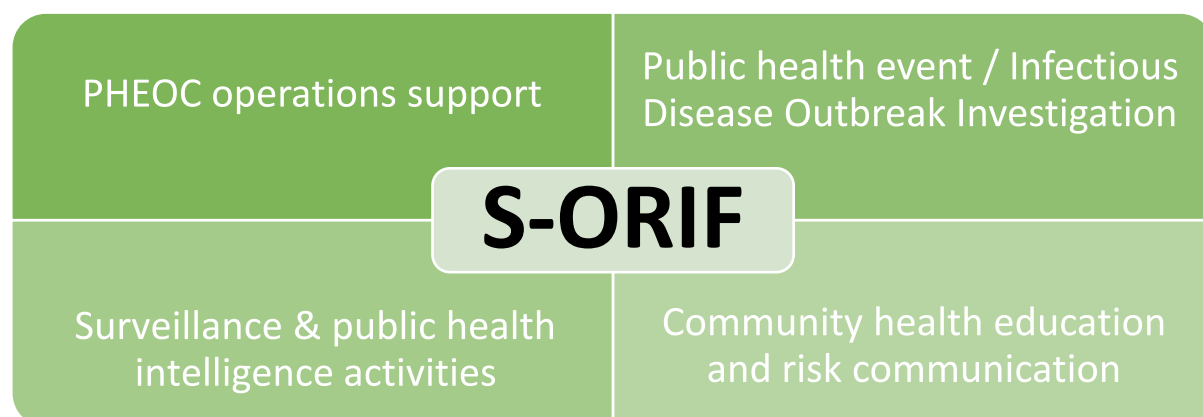 PHEOC operations support
Public health event / Infectious
Disease Outbreak Investigation
S-ORIF
Surveillance & public health
intelligence activities
Community health education
and risk communication